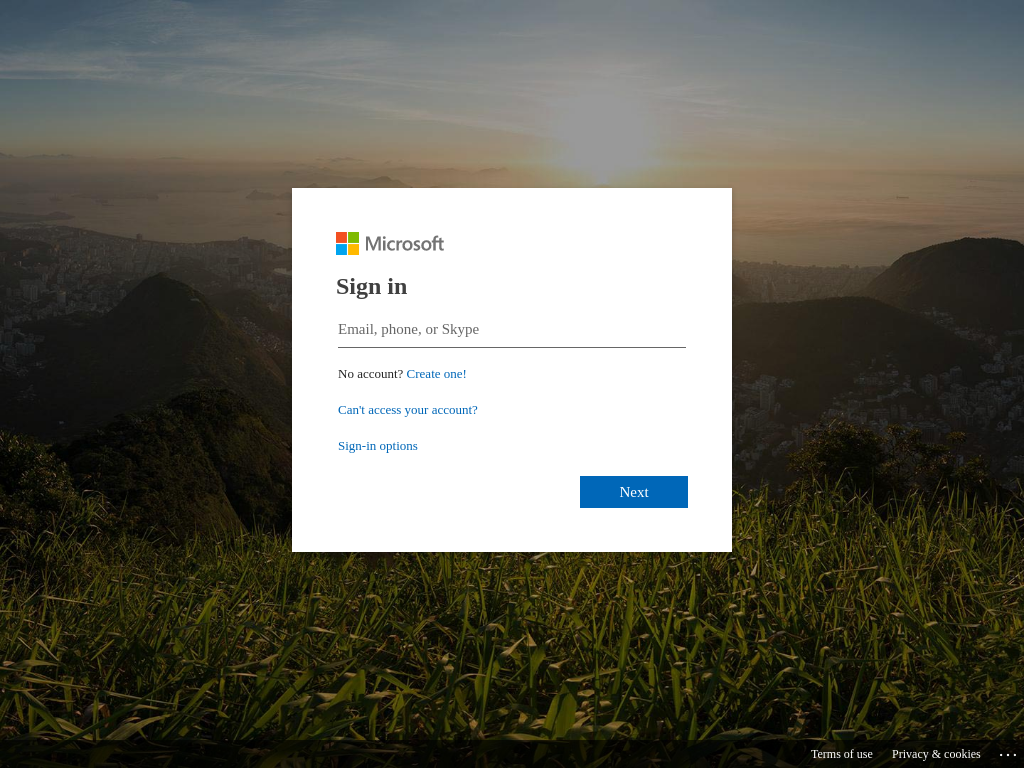 Microsoft
Sign in
Email, phone, or Skype
No account? Create one!
Can't access your account?
Sign-in options
Next
Terms of use Privacy & cookies ...